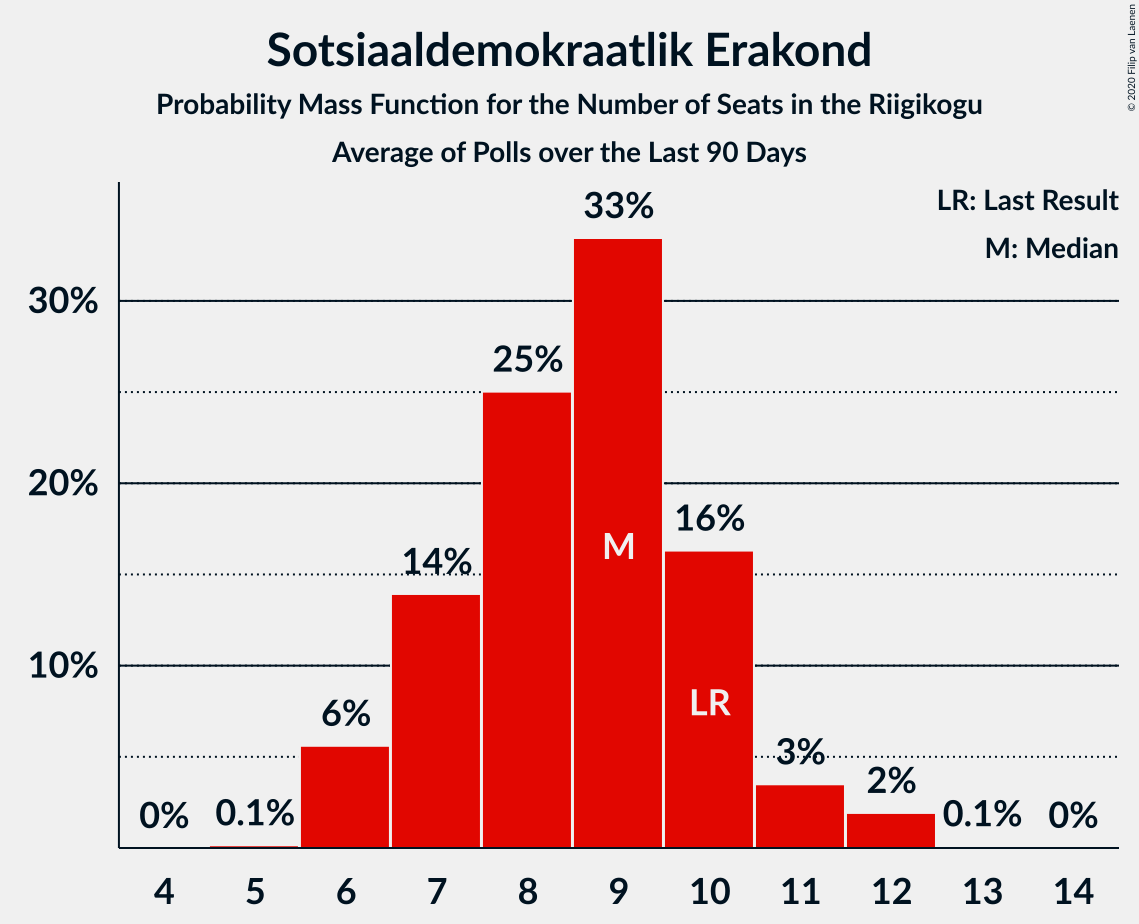 Sotsiaaldemokraatlik Erakond
Probability Mass Function for the Number of Seats in the Riigikogu
Average of Polls over the Last 90 Days
© 2020 Filip van Laenen
LR: Last Result
M: Median
33%
30%
25%
20%
16%
14%
M
10%
LR
6%
3%
2%
0%
0.1%
0.1%
0%
4 5 6 7 8 9 10 11 12 13 14